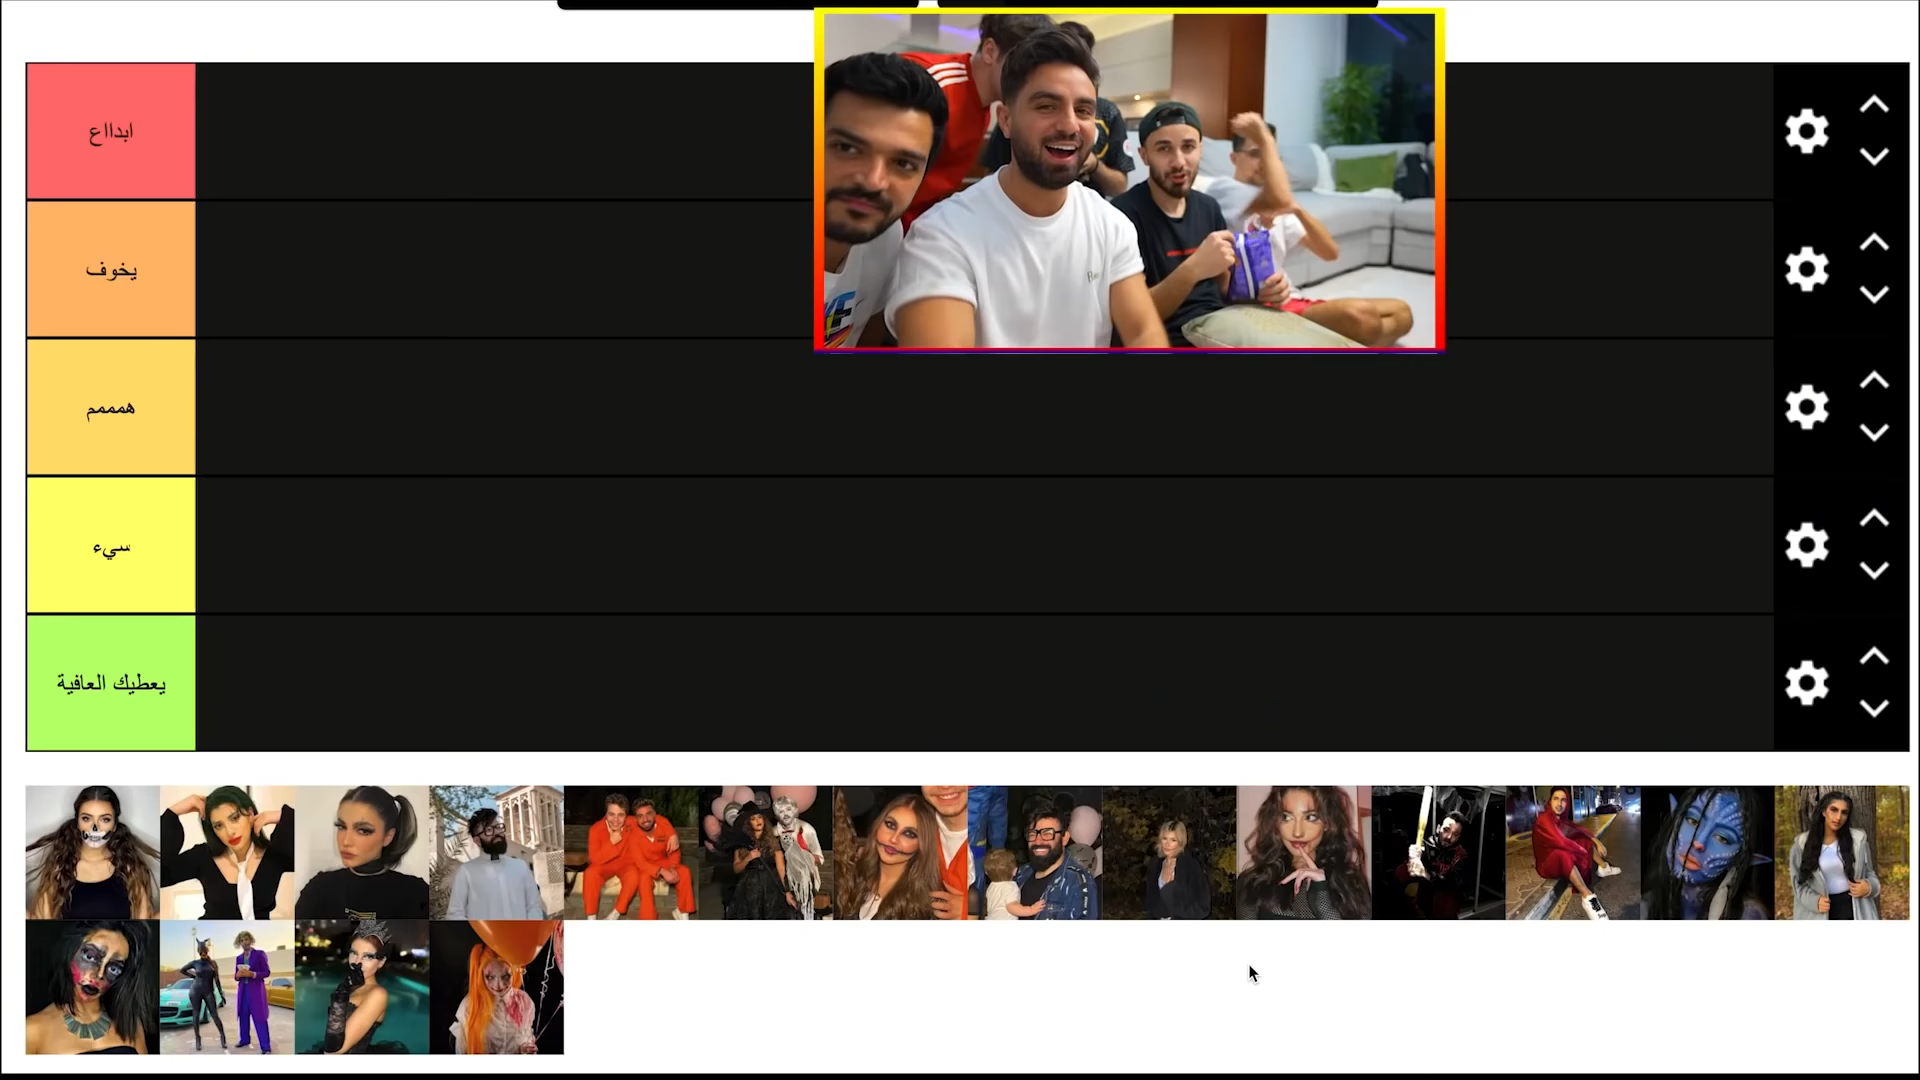 ابدااع
يخوف
همممم
سيء
يعطيك العافية